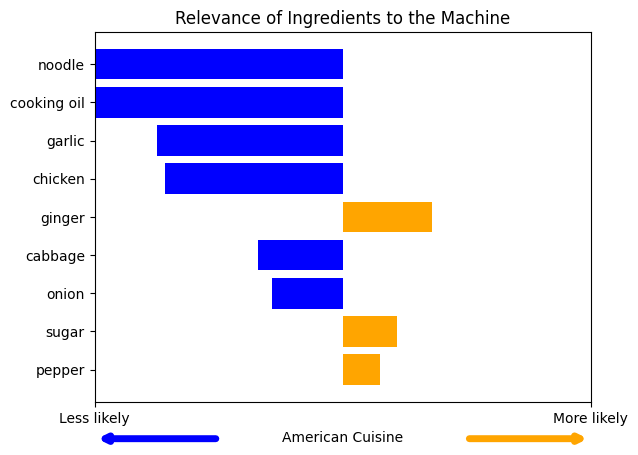 Relevance of Ingredients to the Machine
noodle
cooking oil
garlic
chicken
ginger
cabbage
onion
sugar
pepper
Less likely
More likely
American Cuisine